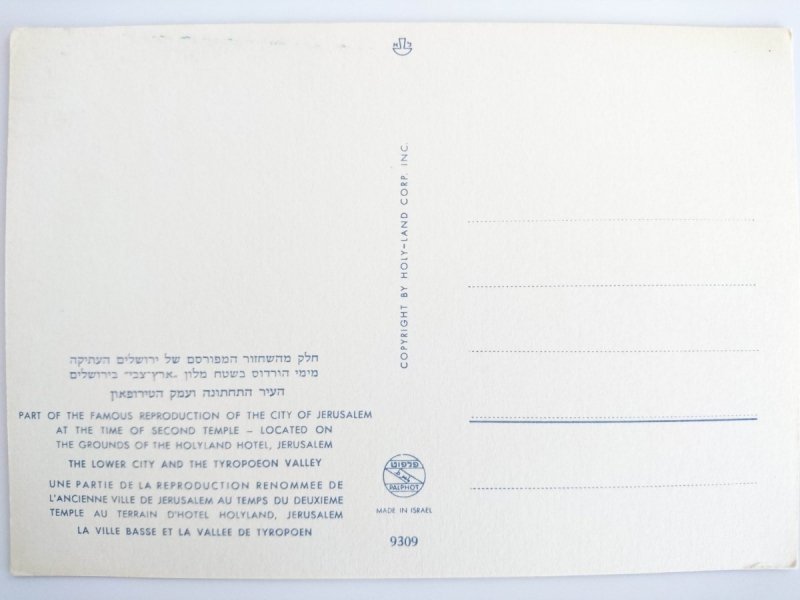 חלק מהשחזור המפורסם של ירושלים העתיקה
מימי הורדוס בשטח מלון „ארץ־צבי” בירושלים
העיר התחתונה ועמק הטירופאון
PART OF THE FAMOUS REPRODUCTION OF THE CITY OF JERUSALEM
AT THE TIME OF SECOND TEMPLE – LOCATED ON
THE GROUNDS OF THE HOLYLAND HOTEL, JERUSALEM
THE LOWER CITY AND THE TYROPOEON VALLEY
UNE PARTIE DE LA REPRODUCTION RENOMMEE DE
L'ANCIENNE VILLE DE JERUSALEM AU TEMPS DU DEUXIEME
TEMPLE AU TERRAIN D'HOTEL HOLYLAND, JERUSALEM
LA VILLE BASSE ET LA VALLEE DE TYROPOEN
COPYRIGHT BY HOLY-LAND CORP. INC.
פלפוט
PALPHOT
MADE IN ISRAEL
9309